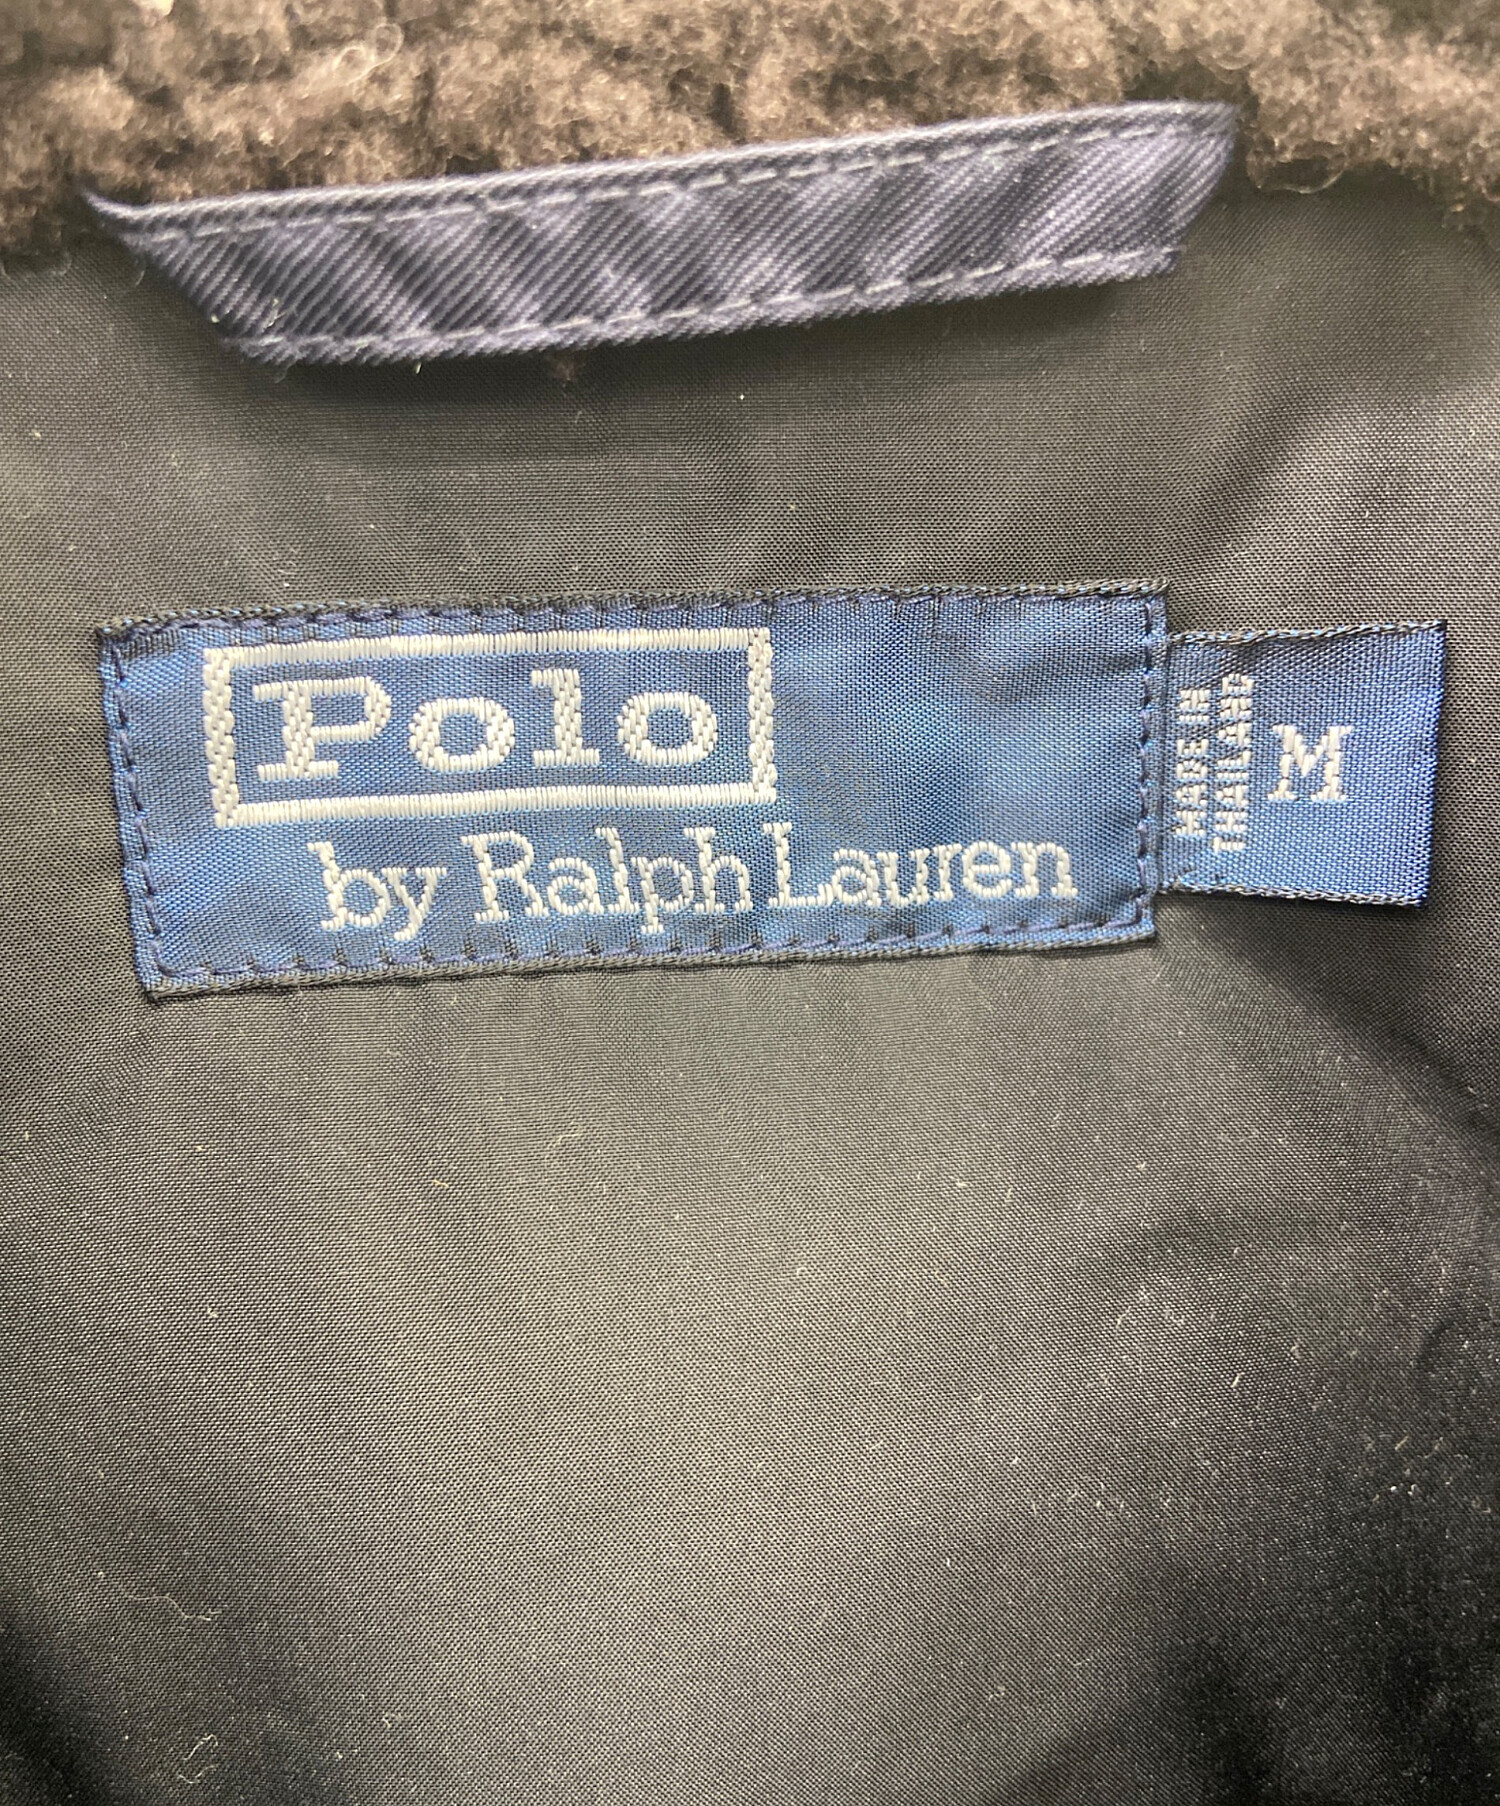 Polo
by Ralph Lauren
MADE IN
THAILAND
M